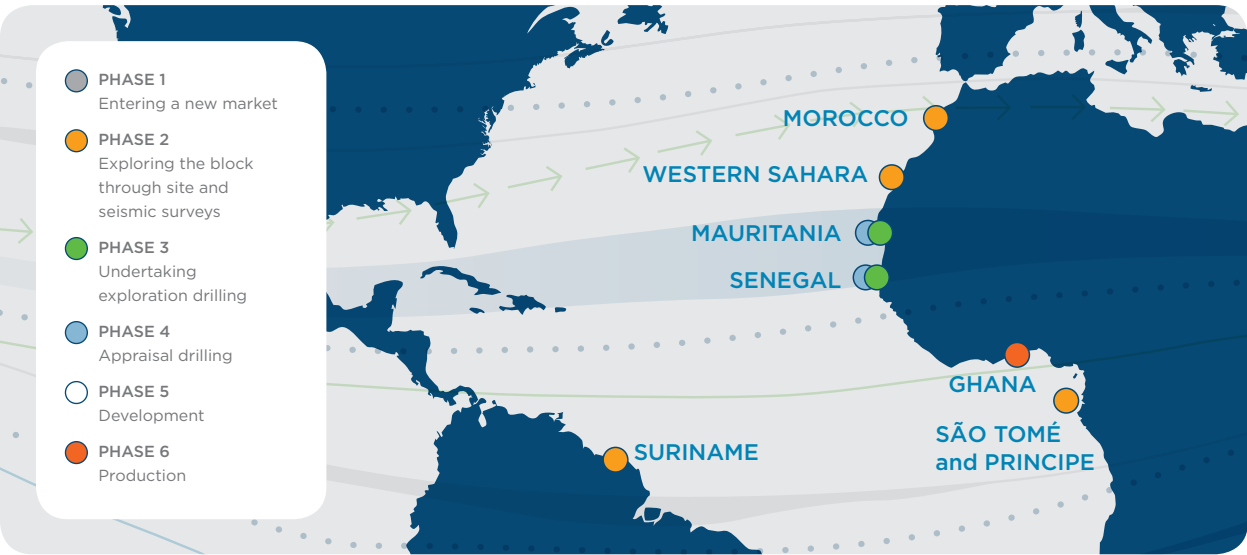 PHASE 1
Entering a new market
PHASE 2
Exploring the block
through site and
seismic surveys
PHASE 3
Undertaking
exploration drilling
PHASE 4
Appraisal drilling
PHASE 5
Development
PHASE 6
Production
MOROCCO
WESTERN SAHARA
MAURITANIA
SENEGAL
GHANA
SÃO TOMÉ
and PRINCIPE
SURINAME